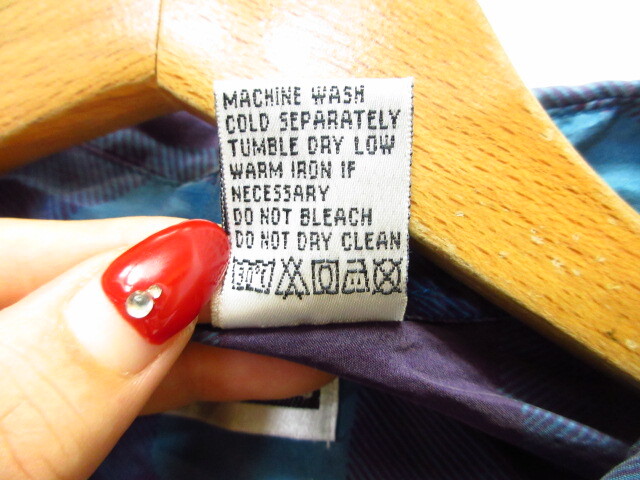 MACHINE WASH
COLD SEPARATELY
TUMBLE DRY LOW
WARM IRON IF
NECESSARY
DO NOT BLEACH
DO NOT DRY CLEAN